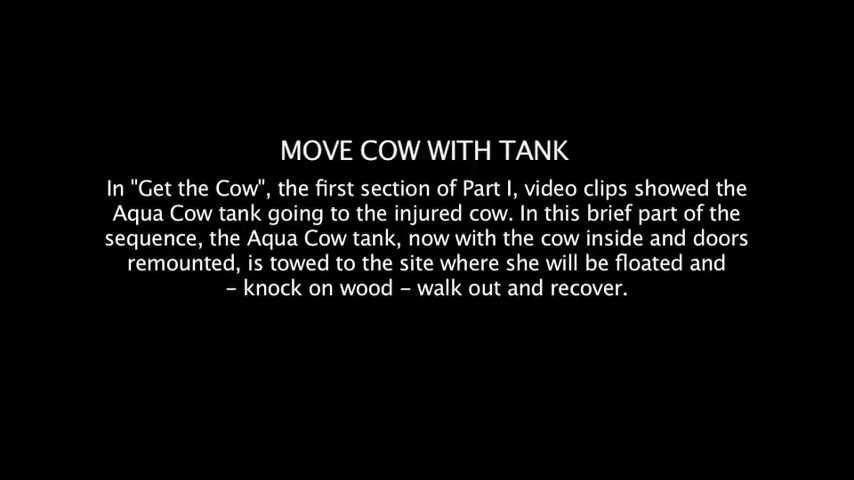 MOVE COW WITH TANK
In "Get the Cow", the first section of Part I, video clips showed the
Aqua Cow tank going to the injured cow. In this brief part of the
sequence, the Aqua Cow tank, now with the cow inside and doors
remounted, is towed to the site where she will be floated and
– knock on wood – walk out and recover.